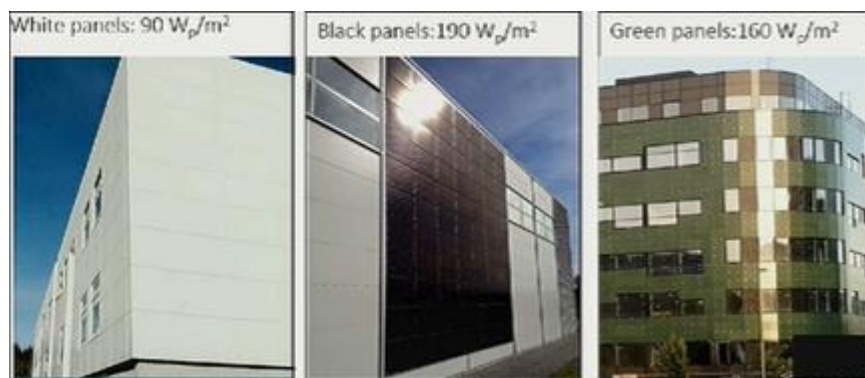 White panels: 90 Wₚ/m²
Black panels:190 Wₚ/m²
Green panels:160 Wₚ/m²